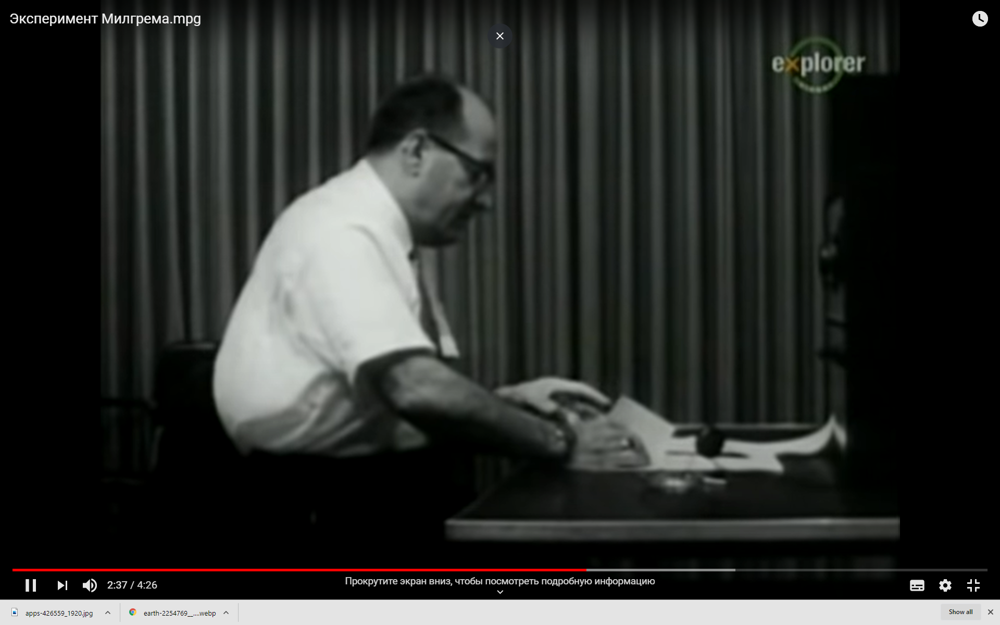 Эксперимент Милгрема.mpg
explorer
2:37 / 4:26
Прокрутите экран вниз, чтобы посмотреть подробную информацию
apps-426559_1920.jpg
earth-2254769__....webp
Show all